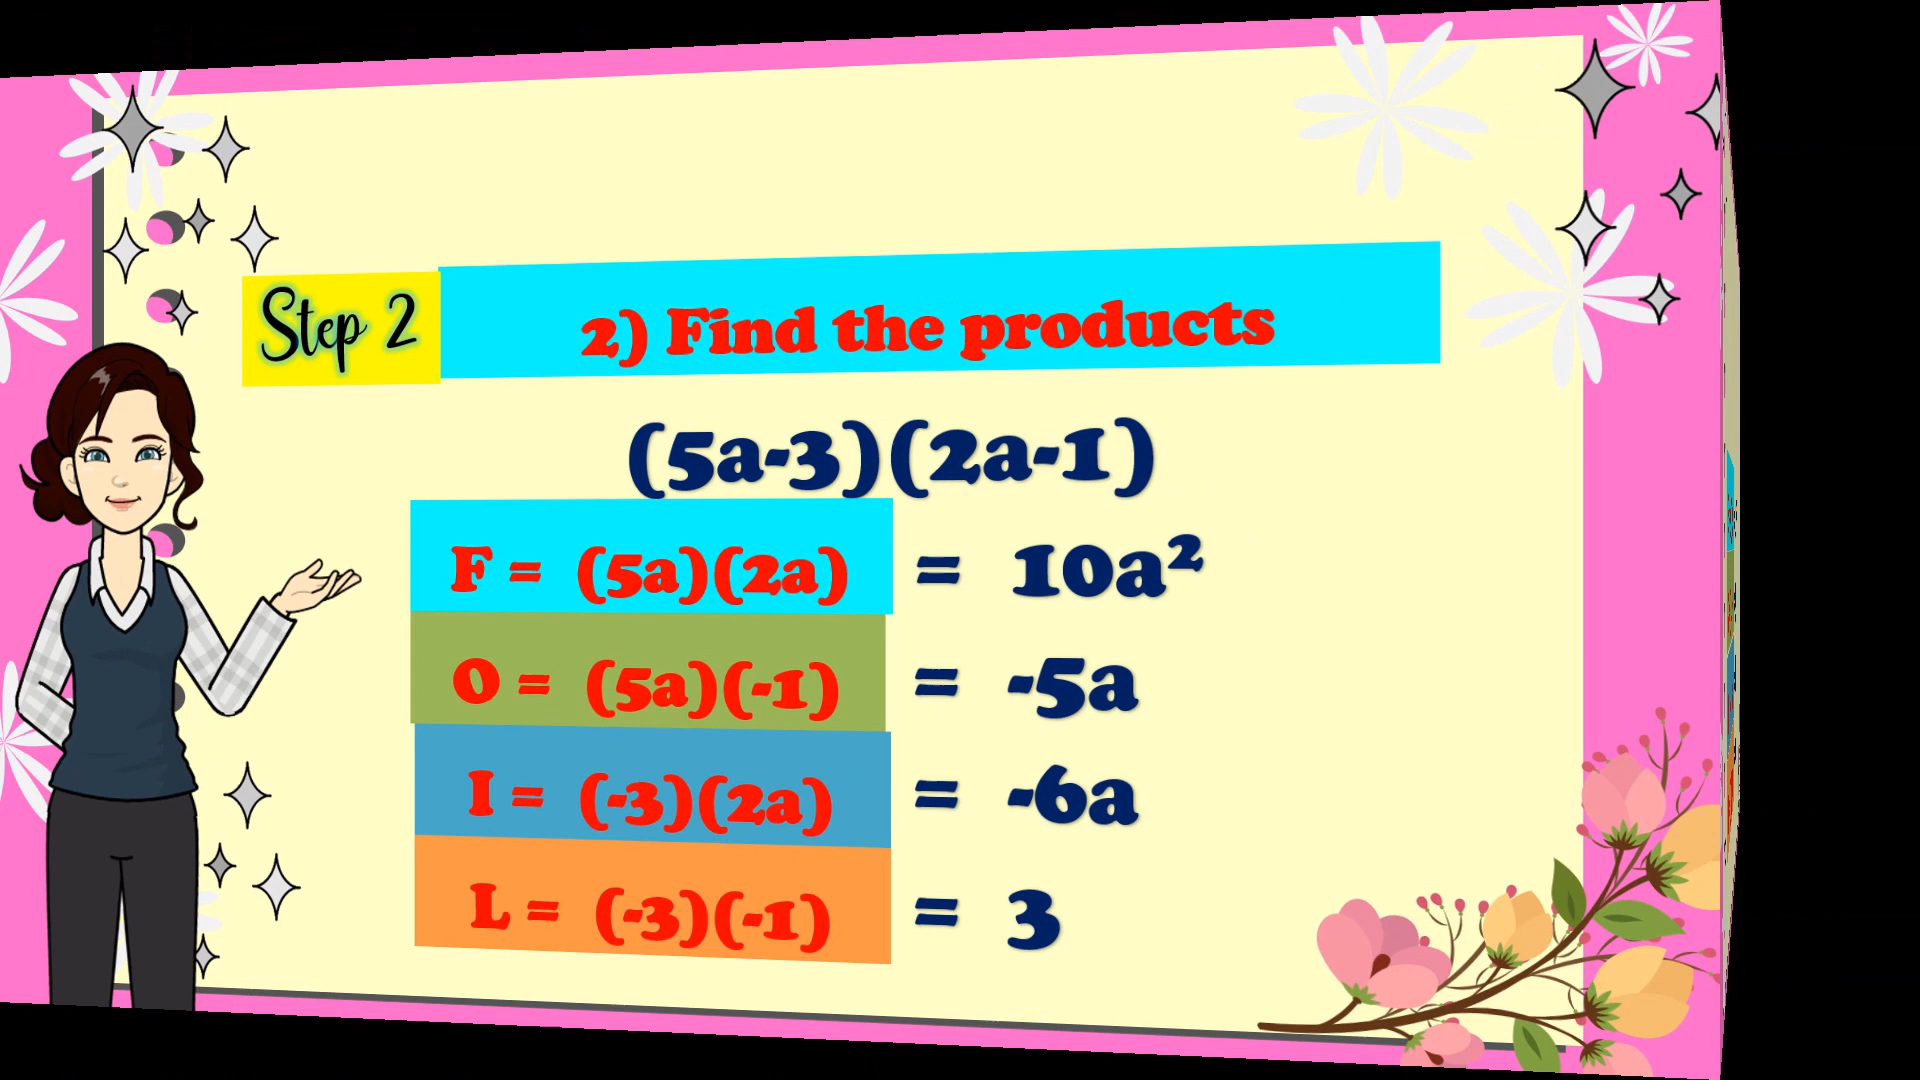 Step 2
2) Find the products
(5a-3)(2a-1)
F = (5a)(2a) = 10a²
O = (5a)(-1) = -5a
I = (-3)(2a) = -6a
L = (-3)(-1) = 3